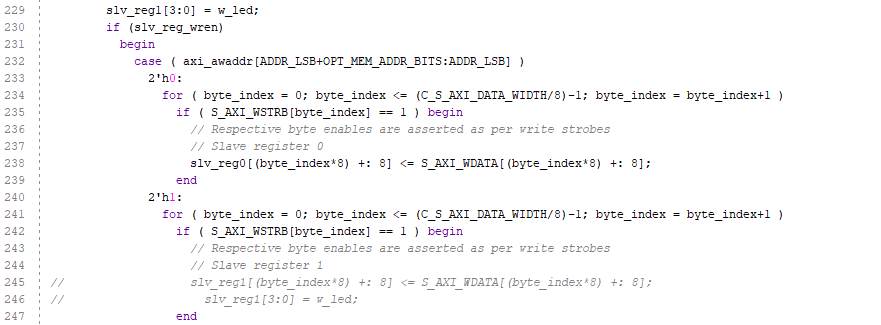 229 slv_reg1[3:0] = w_led;
230 if (slv_reg_wren)
231 begin
232 case ( axi_awaddr[ADDR_LSB+OPT_MEM_ADDR_BITS:ADDR_LSB] )
233 2'h0:
234 for ( byte_index = 0; byte_index <= (C_S_AXI_DATA_WIDTH/8)-1; byte_index = byte_index+1 )
235 if ( S_AXI_WSTRB[byte_index] == 1 ) begin
236 // Respective byte enables are asserted as per write strobes
237 // Slave register 0
238 slv_reg0[(byte_index*8) +: 8] <= S_AXI_WDATA[(byte_index*8) +: 8];
239 end
240 2'h1:
241 for ( byte_index = 0; byte_index <= (C_S_AXI_DATA_WIDTH/8)-1; byte_index = byte_index+1 )
242 if ( S_AXI_WSTRB[byte_index] == 1 ) begin
243 // Respective byte enables are asserted as per write strobes
244 // Slave register 1
245 // slv_reg1[(byte_index*8) +: 8] <= S_AXI_WDATA[(byte_index*8) +: 8];
246 // slv_reg1[3:0] = w_led;
247 end